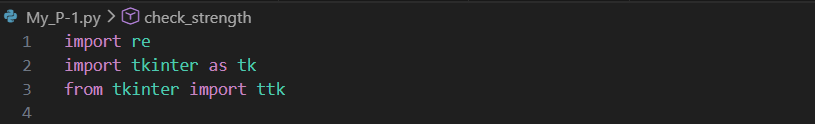 My_P-1.py > check_strength
1 import re
2 import tkinter as tk
3 from tkinter import ttk
4